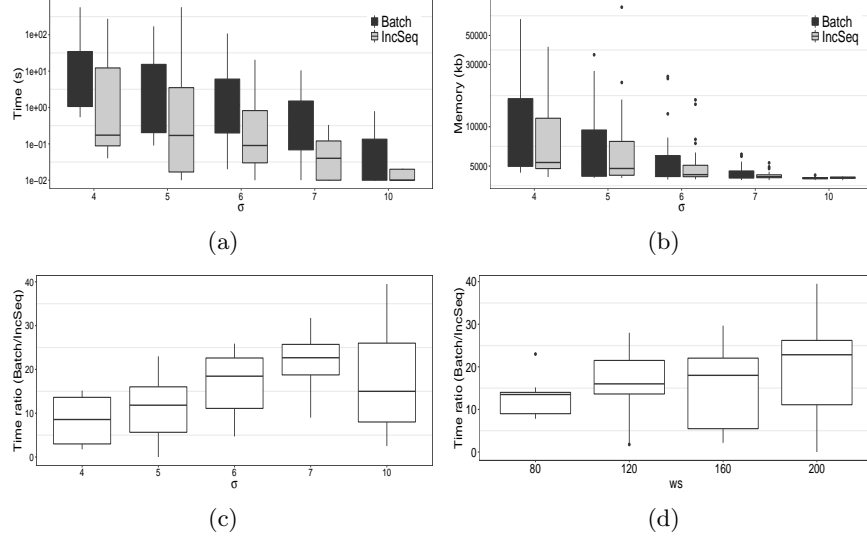 Batch
IncSeq
Time (s)
1e+02
1e+01
1e+00
1e−01
1e−02
4 5 6 7 10
σ
(a)
Batch
IncSeq
Memory (kb)
50000
30000
10000
5000
4 5 6 7 10
σ
(b)
Time ratio (Batch/IncSeq)
40
30
20
10
0
4 5 6 7 10
σ
(c)
Time ratio (Batch/IncSeq)
40
30
20
10
0
80 120 160 200
ws
(d)